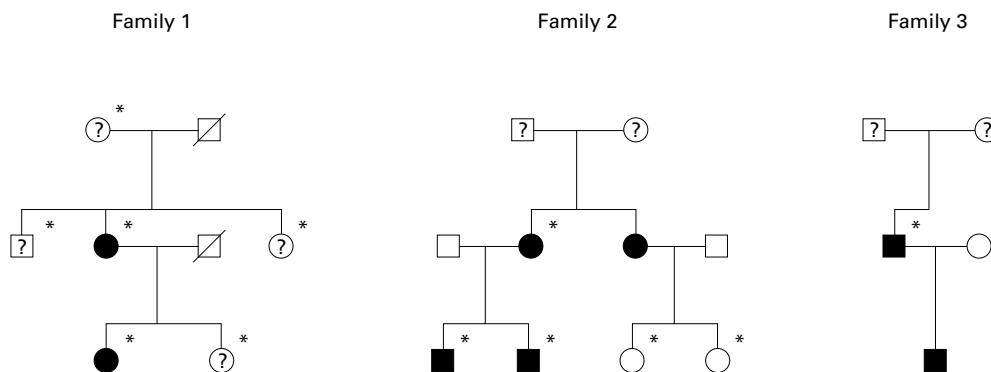 Family 1 Family 2 Family 3
* ? ? ? ? ?
? * * ? * * *
* ? * * * * *